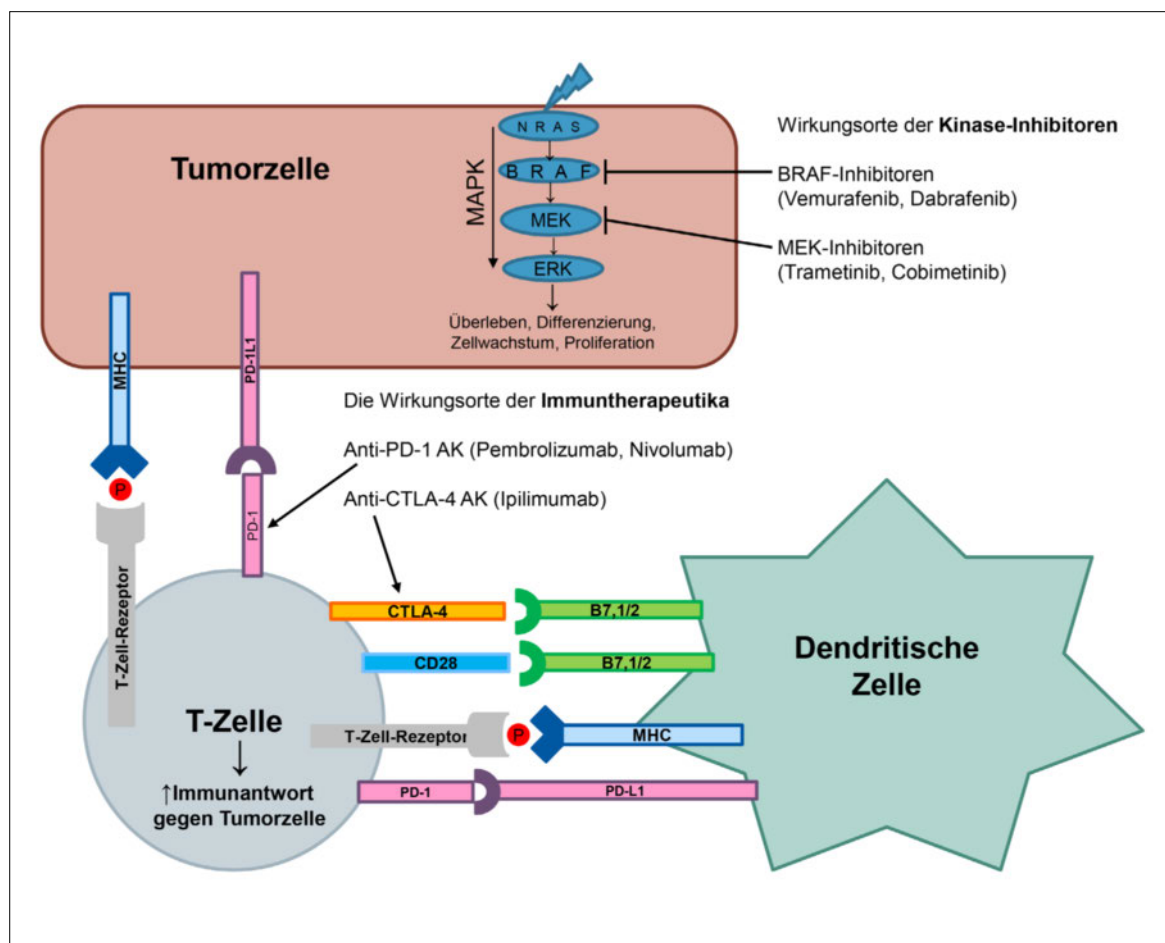 Tumorzelle
N R A S
B R A F
MEK
ERK
MAPK
Überleben, Differenzierung,
Zellwachstum, Proliferation
Wirkungsorte der Kinase-Inhibitoren
BRAF-Inhibitoren
(Vemurafenib, Dabrafenib)
MEK-Inhibitoren
(Trametinib, Cobimetinib)
MHC
PD-1L1
P
T-Zell-Rezeptor
PD-1
Die Wirkungsorte der Immuntherapeutika
Anti-PD-1 AK (Pembrolizumab, Nivolumab)
Anti-CTLA-4 AK (Ipilimumab)
CTLA-4
B7,1/2
CD28
B7,1/2
T-Zelle
↑Immunantwort
gegen Tumorzelle
T-Zell-Rezeptor
P
MHC
PD-1
PD-L1
Dendritische
Zelle